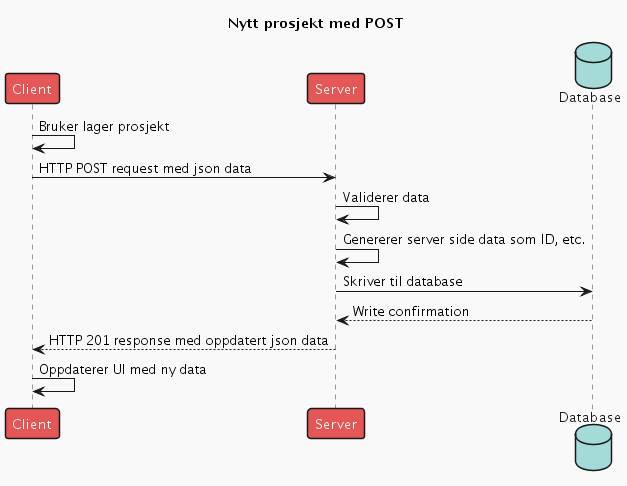 Nytt prosjekt med POST
Client
Server
Database
Bruker lager prosjekt
HTTP POST request med json data
Validerer data
Genererer server side data som ID, etc.
Skriver til database
Write confirmation
HTTP 201 response med oppdatert json data
Oppdaterer UI med ny data
Client
Server
Database